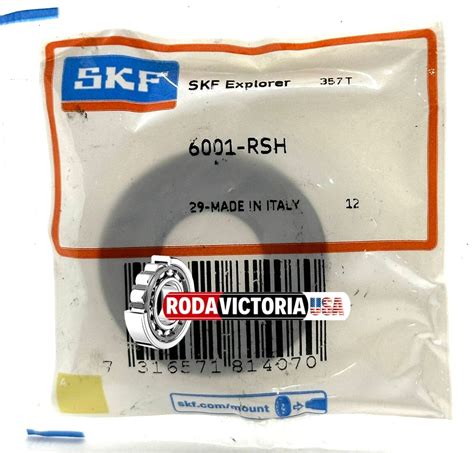 SKF
SKF Explorer 357T
6001-RSH
29-MADE IN ITALY 12
RODAVICTORIA USA
7 316571 814070
skf.com/mount